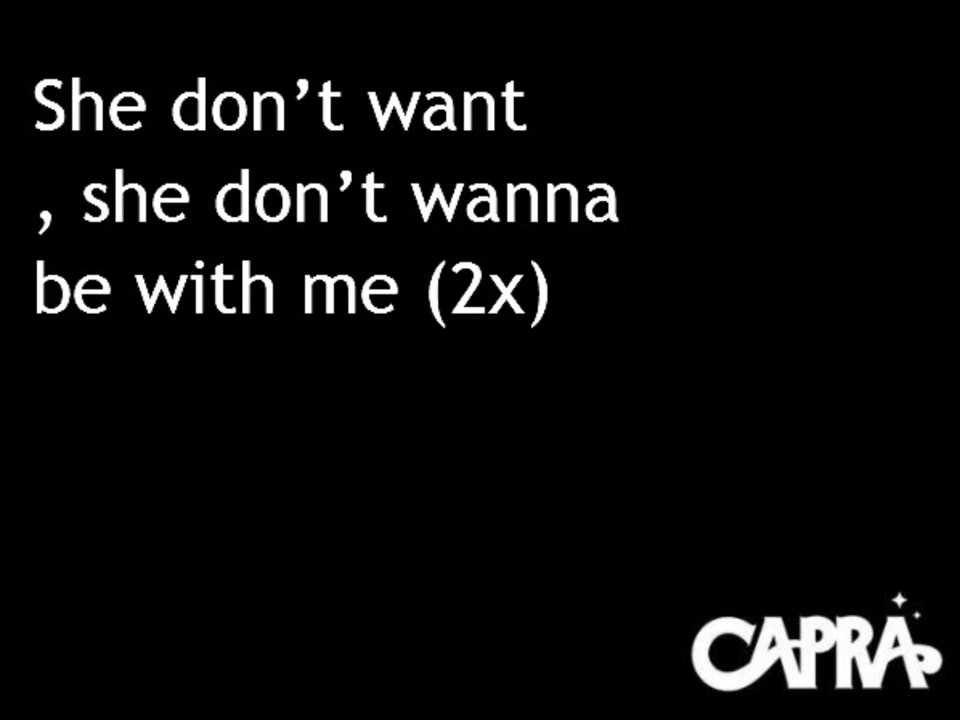 She don’t want
, she don’t wanna
be with me (2x)
CAPRA